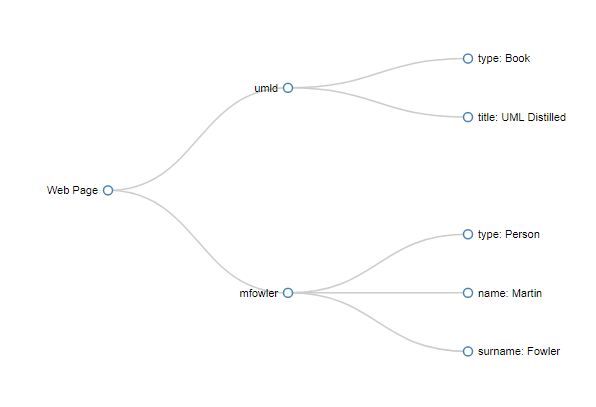 type: Book
umld
title: UML Distilled
Web Page
type: Person
mfowler
name: Martin
surname: Fowler